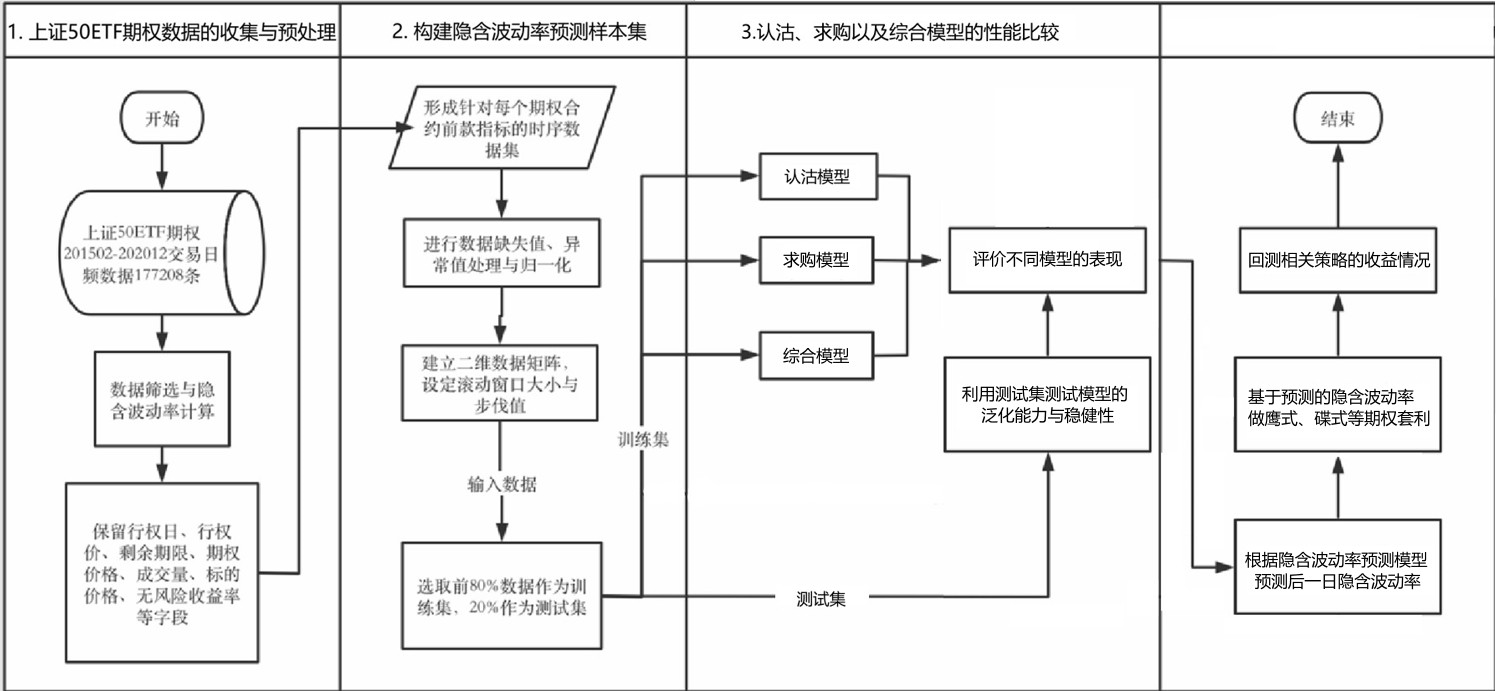 1. 上证50ETF期权数据的收集与预处理
2. 构建隐含波动率预测样本集
3.认沽、求购以及综合模型的性能比较
开始
上证50ETF期权
201502-202012交易日
频数据177208条
数据筛选与隐
含波动率计算
保留行权日、行权
价、剩余期限、期权
价格、成交量、标的
价格、无风险收益率
等字段
形成针对每个期权合
约前款指标的时序数
据集
进行数据缺失值、异
常值处理与归一化
建立二维数据矩阵,
设定滚动窗口大小与
步伐值
输入数据
选取前80%数据作为训
练集、20%作为测试集
训练集
测试集
认沽模型
求购模型
综合模型
评价不同模型的表现
利用测试集测试模型的
泛化能力与稳健性
结束
回测相关策略的收益情况
基于预测的隐含波动率
做鹰式、碟式等期权套利
根据隐含波动率预测模型
预测后一日隐含波动率